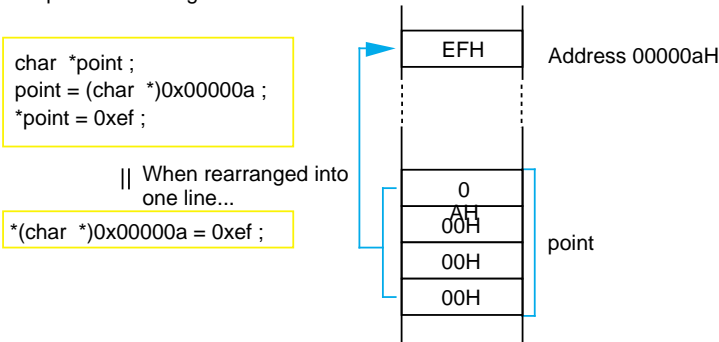 char *point ;
point = (char *)0x00000a ;
*point = 0xef ;
|| When rearranged into
one line...
*(char *)0x00000a = 0xef ;
EFH
Address 00000aH
0
AH
00H
00H
00H
point